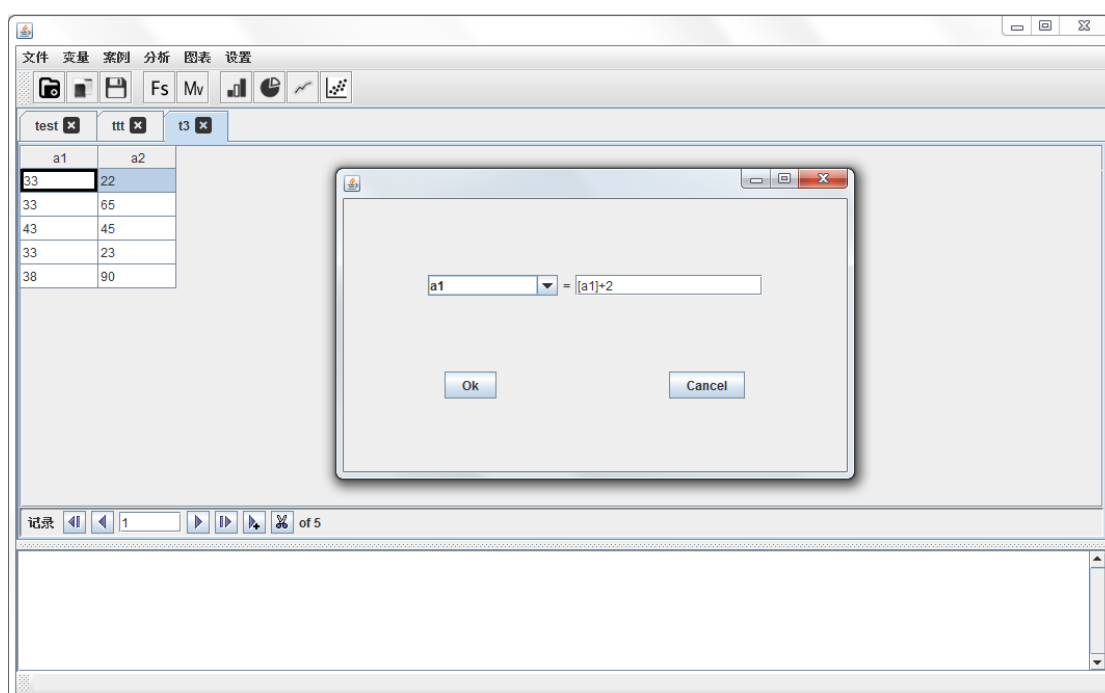 文件 变量 案例 分析 图表 设置
Fs Mv
test ttt t3
a1 a2
33 22
33 65
43 45
33 23
38 90
a1 = [a1]+2
Ok Cancel
记录 1 of 5